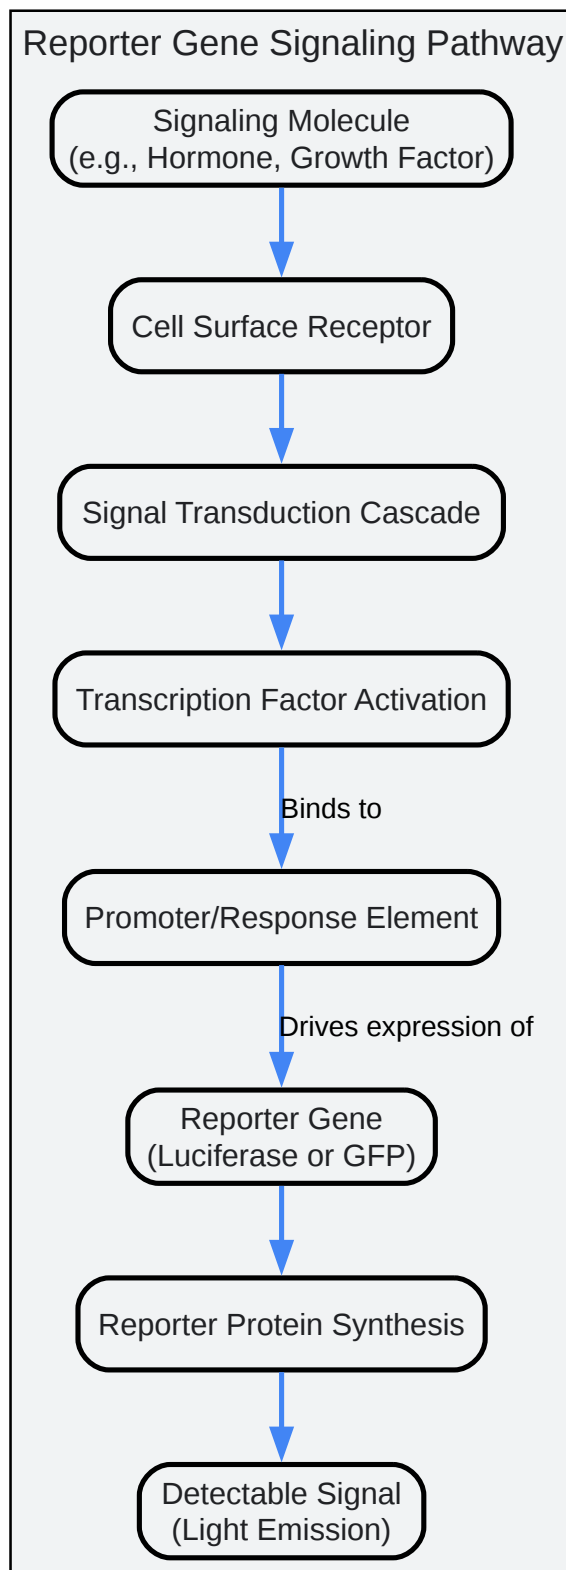 Reporter Gene Signaling Pathway
Signaling Molecule
(e.g., Hormone, Growth Factor)
Cell Surface Receptor
Signal Transduction Cascade
Transcription Factor Activation
Binds to
Promoter/Response Element
Drives expression of
Reporter Gene
(Luciferase or GFP)
Reporter Protein Synthesis
Detectable Signal
(Light Emission)